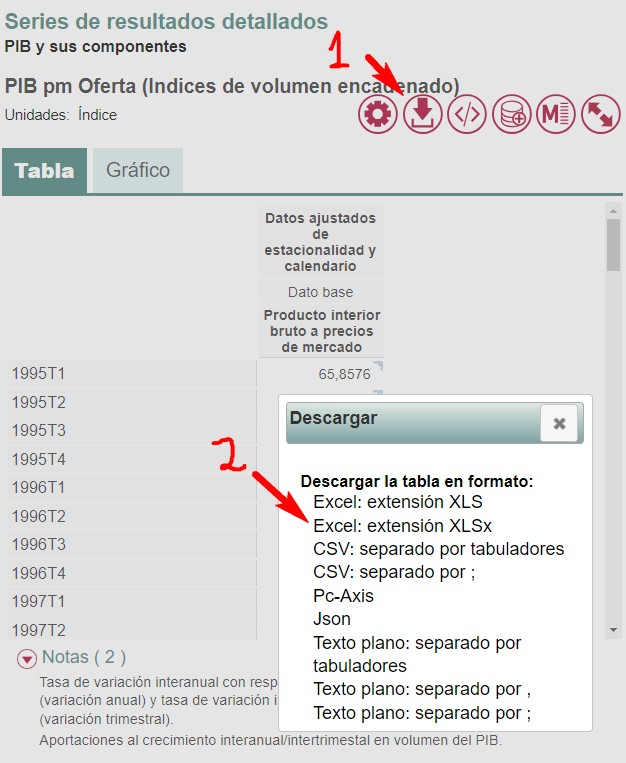 Series de resultados detallados
PIB y sus componentes
1
PIB pm Oferta (Indices de volumen encadenado)
Unidades: Índice
</>
M
Tabla
Gráfico
Datos ajustados
de
estacionalidad y
calendario
Dato base
Producto interior
bruto a precios
de mercado
1995T1
65,8576
1995T2
1995T3
1995T4
1996T1
1996T2
1996T3
1996T4
1997T1
1997T2
2
Descargar
Descargar la tabla en formato:
Excel: extensión XLS
Excel: extensión XLSx
CSV: separado por tabuladores
CSV: separado por ;
Pc-Axis
Json
Texto plano: separado por
tabuladores
Texto plano: separado por ,
Texto plano: separado por ;
Notas ( 2 )
Tasa de variación interanual con resp
(variación anual) y tasa de variación i
(variación trimestral).
Aportaciones al crecimiento interanual/intertrimestal en volumen del PIB.